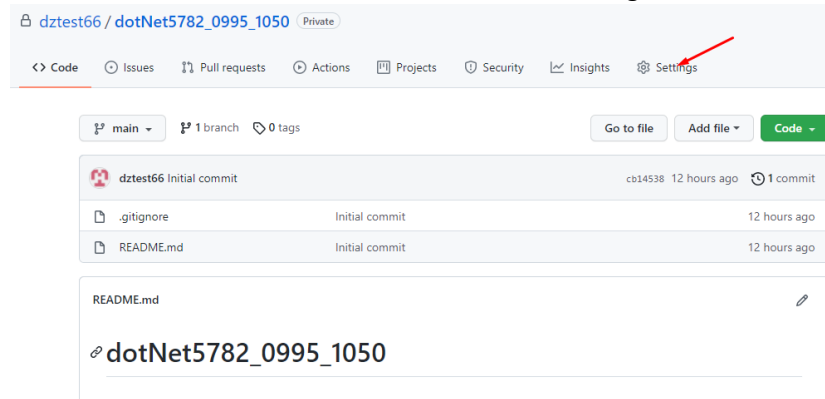 dztest66 / dotNet5782_0995_1050 Private
<> Code Issues Pull requests Actions Projects Security Insights Settings
main 1 branch 0 tags Go to file Add file Code
dztest66 Initial commit cb14538 12 hours ago 1 commit
.gitignore Initial commit 12 hours ago
README.md Initial commit 12 hours ago
README.md
dotNet5782_0995_1050